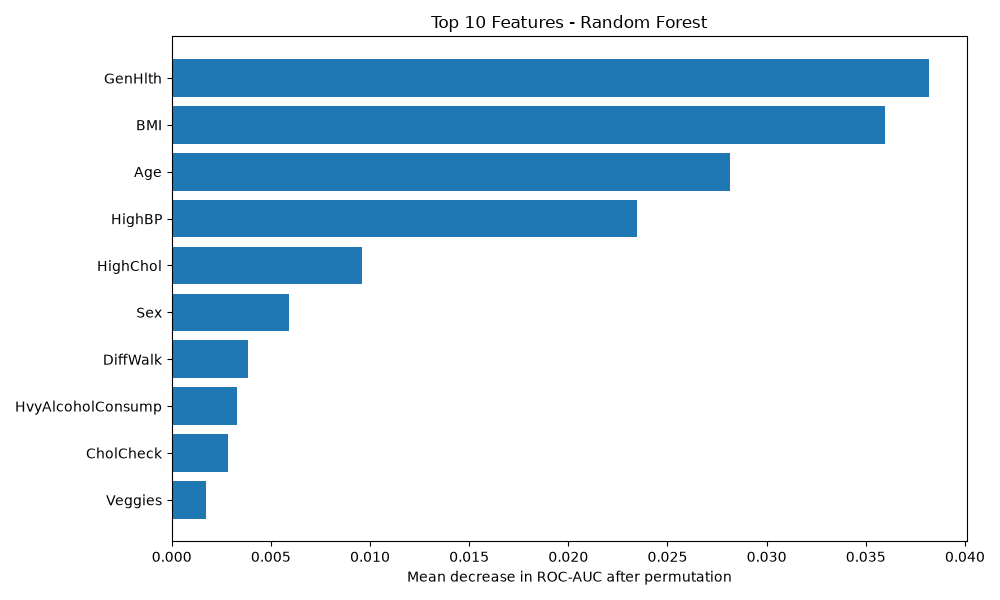 Top 10 Features - Random Forest
GenHlth
BMI
Age
HighBP
HighChol
Sex
DiffWalk
HvyAlcoholConsump
CholCheck
Veggies
0.000 0.005 0.010 0.015 0.020 0.025 0.030 0.035 0.040
Mean decrease in ROC-AUC after permutation